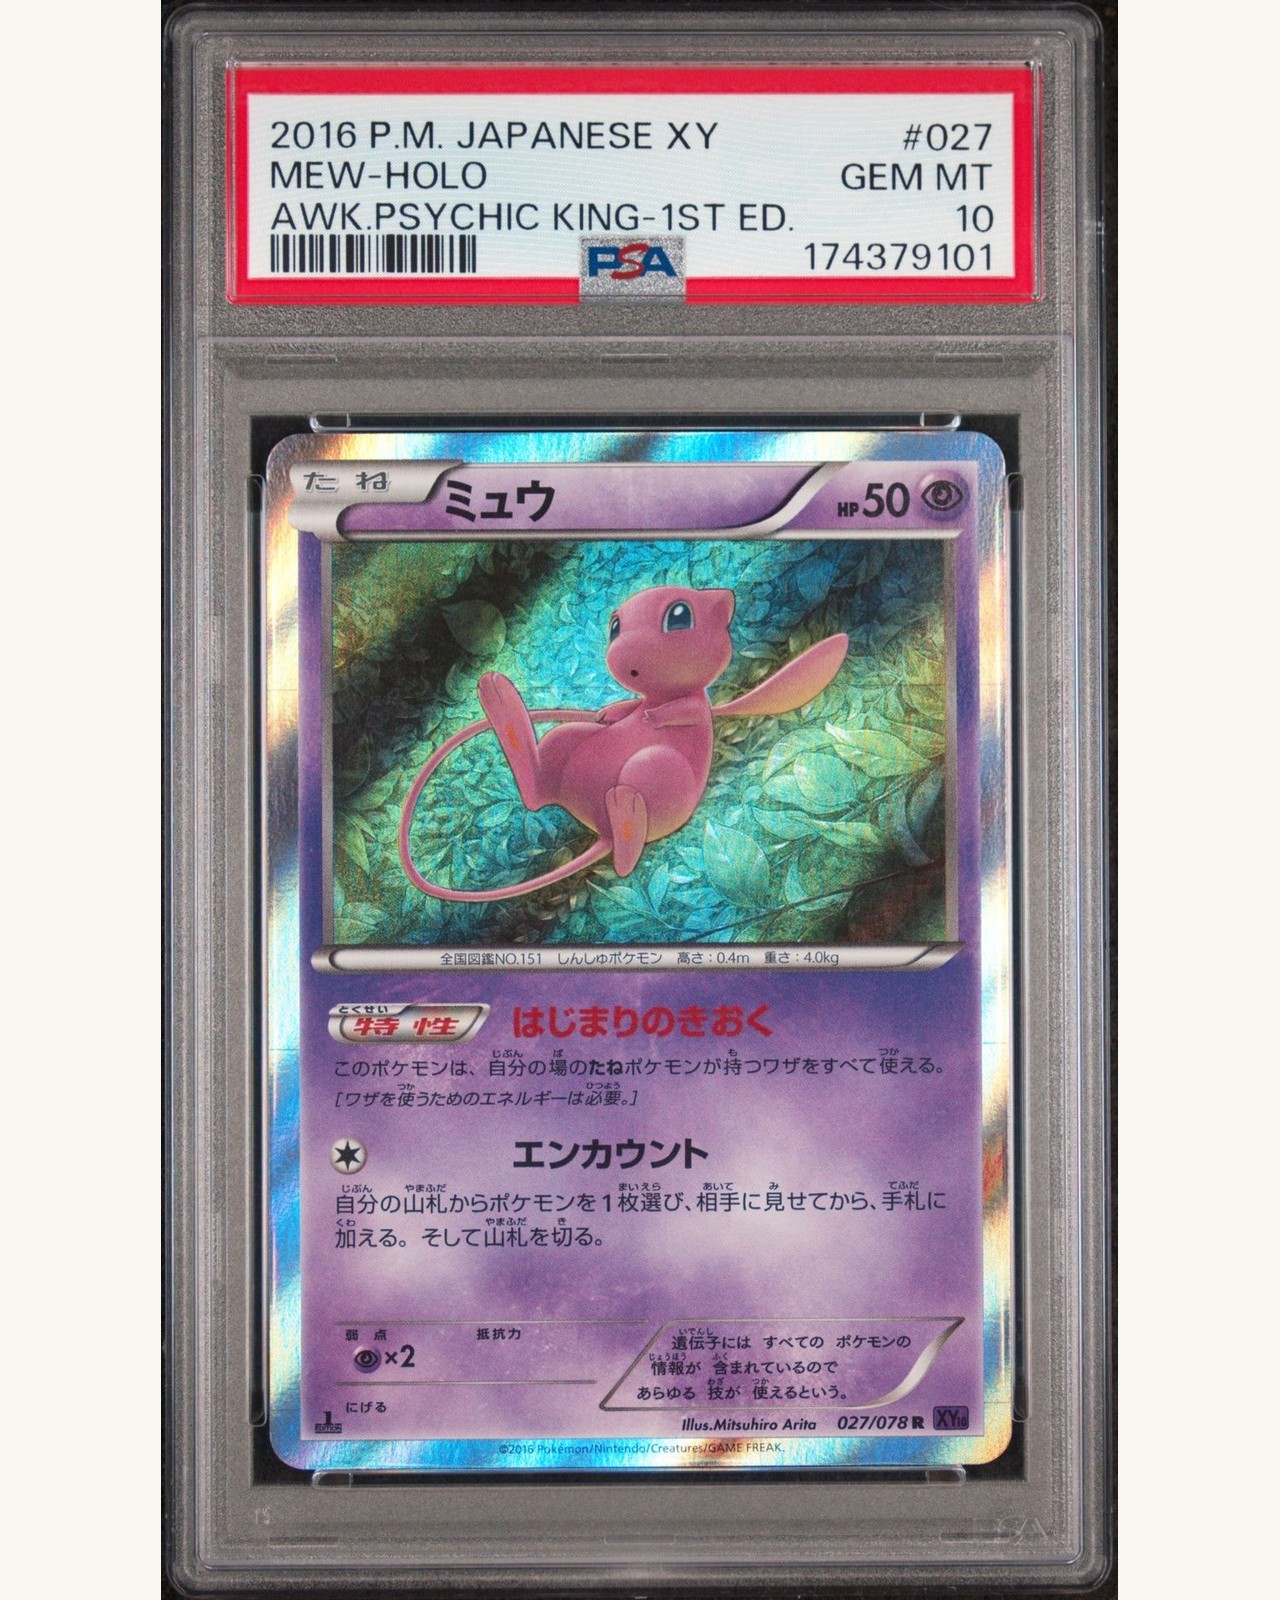 2016 P.M. JAPANESE XY #027
MEW-HOLO GEM MT
AWK.PSYCHIC KING-1ST ED. 10
PSA 174379101
たね ミュウ HP50
全国図鑑NO.151 しんしゅポケモン 高さ:0.4m 重さ:4.0kg
とくせい
特性 はじまりのきおく
このポケモンは、自分の場のたねポケモンが持つワザをすべて使える。
[ワザを使うためのエネルギーは必要。]
エンカウント
自分の山札からポケモンを1枚選び、相手に見せてから、手札に
加える。そして山札を切る。
弱点 抵抗力
×2
にげる
遺伝子には すべての ポケモンの
情報が 含まれているので
あらゆる 技が 使えるという。
1 EDITION
Illus.Mitsuhiro Arita 027/078 R XY10
©2016 Pokémon/Nintendo/Creatures/GAME FREAK.